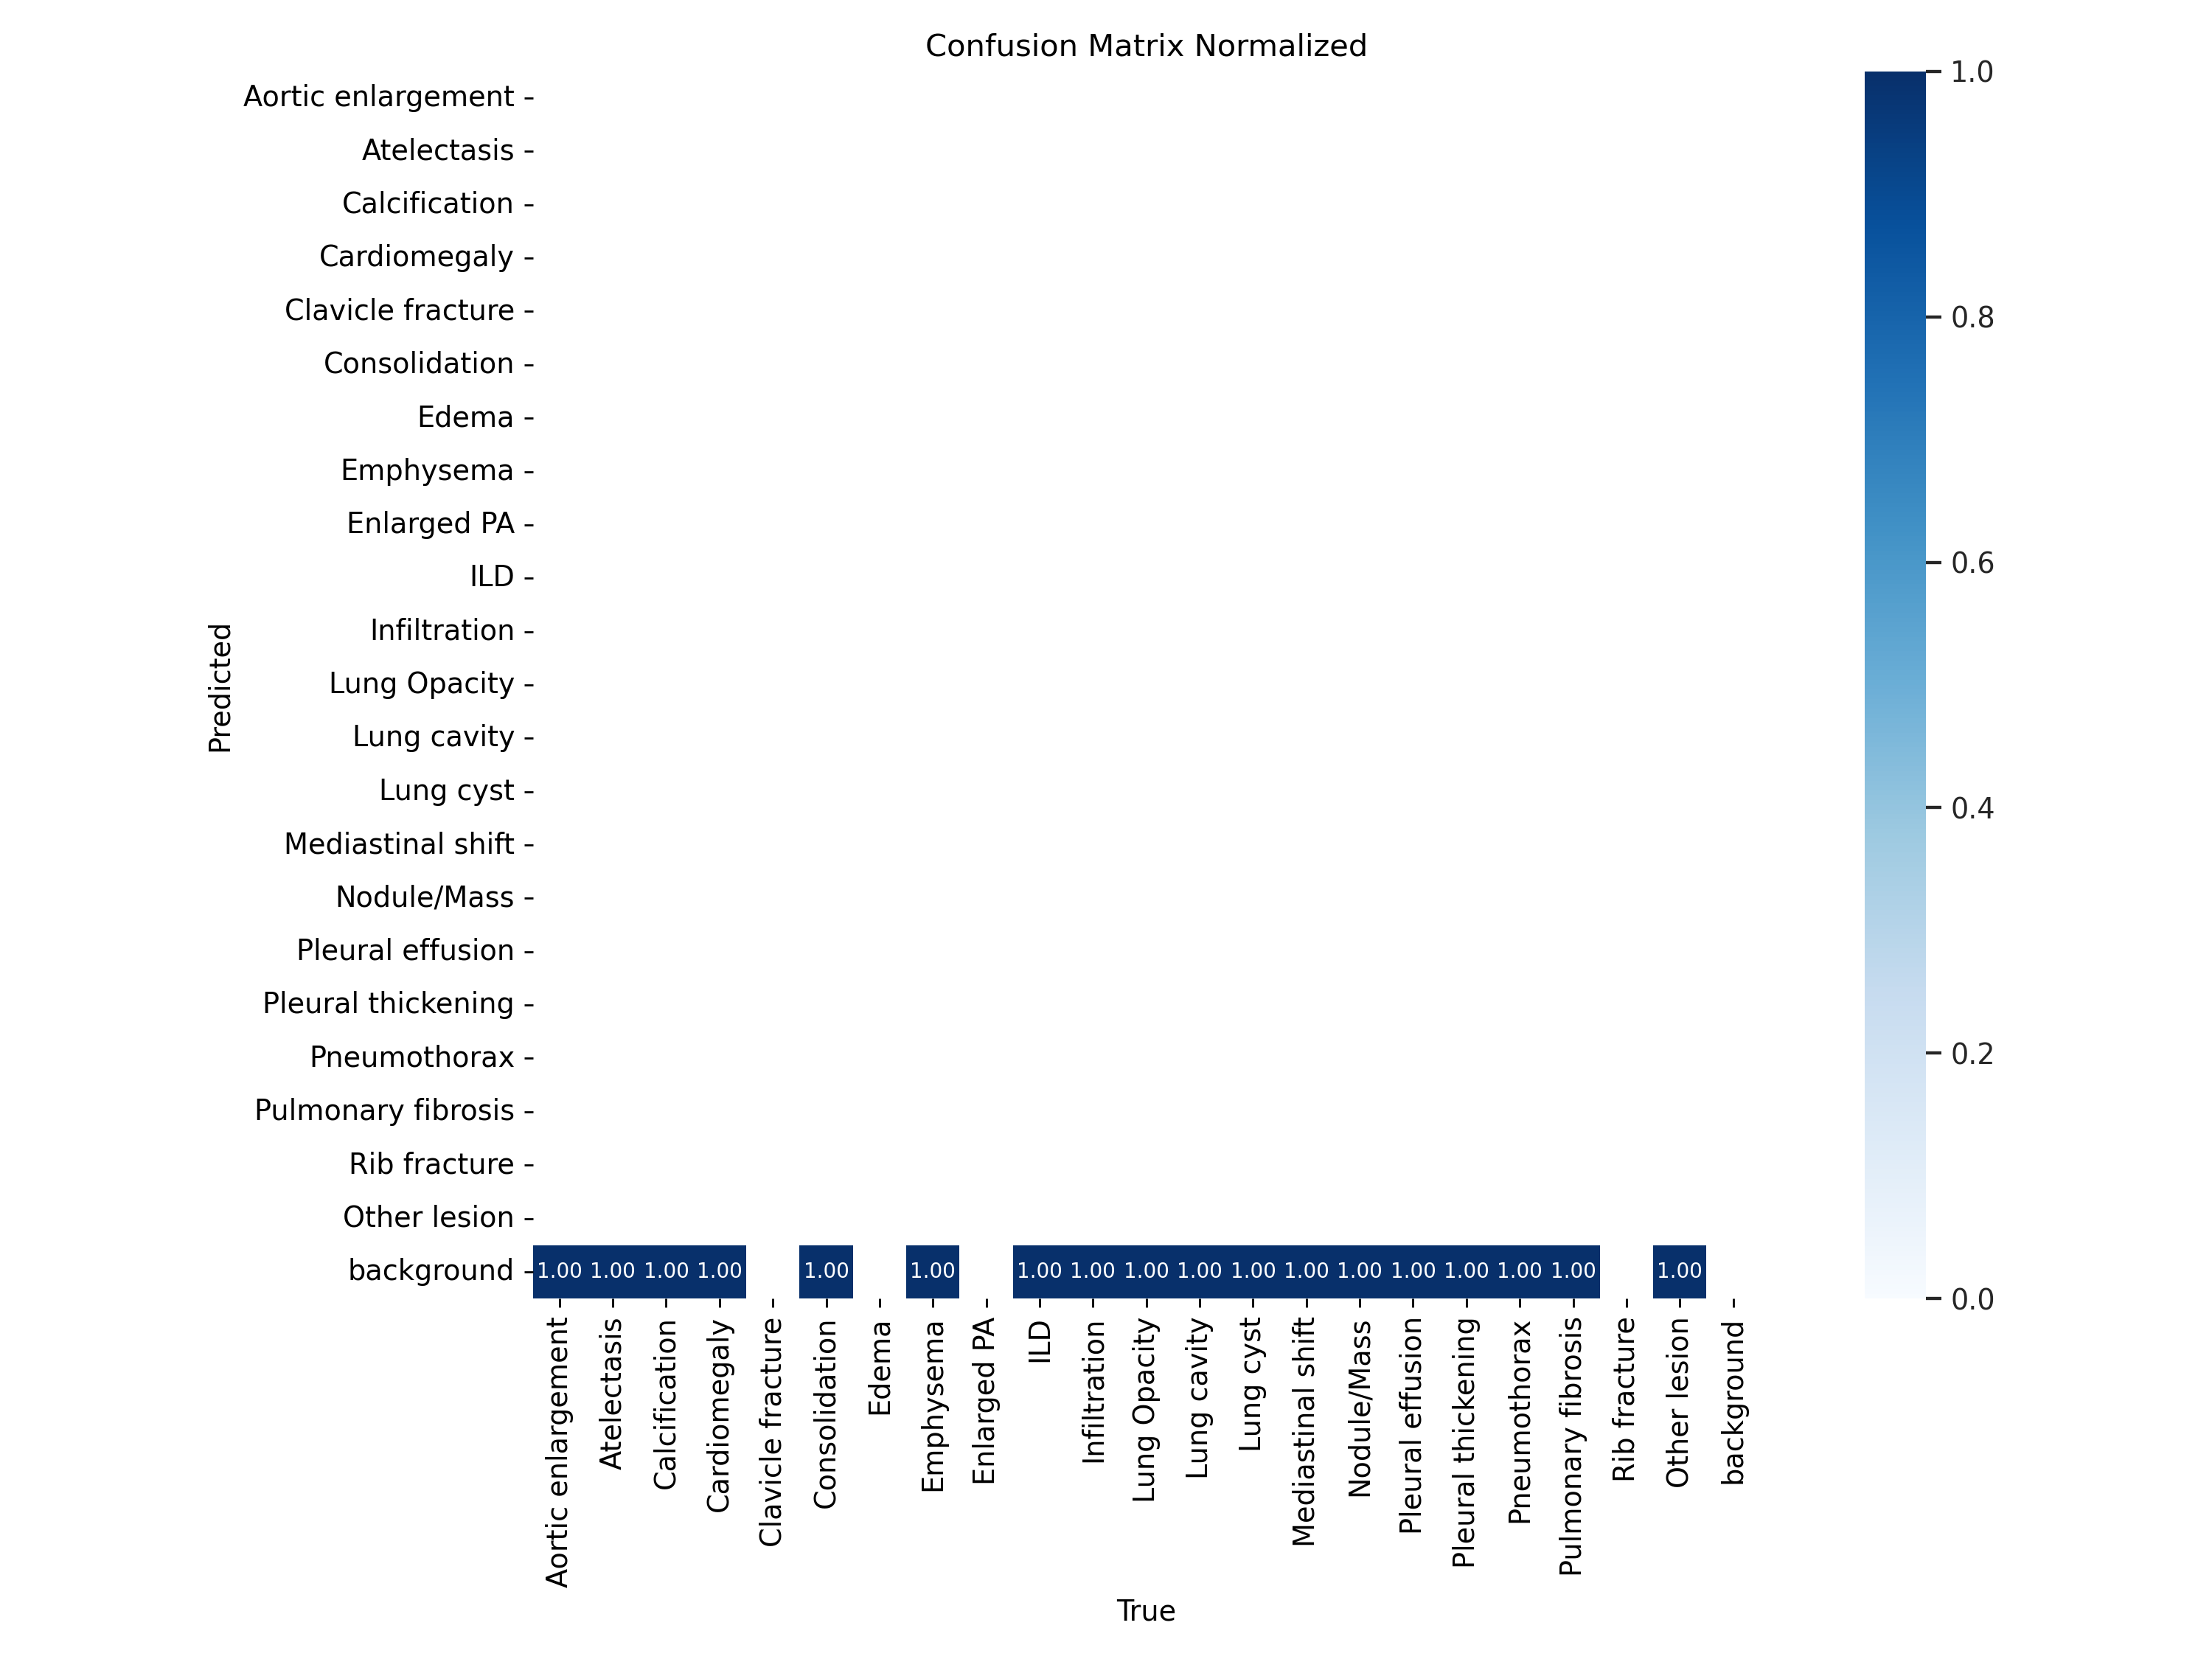 Confusion Matrix Normalized
Aortic enlargement
Atelectasis
Calcification
Cardiomegaly
Clavicle fracture
Consolidation
Edema
Emphysema
Enlarged PA
ILD
Infiltration
Lung Opacity
Lung cavity
Lung cyst
Mediastinal shift
Nodule/Mass
Pleural effusion
Pleural thickening
Pneumothorax
Pulmonary fibrosis
Rib fracture
Other lesion
background
Predicted
1.00 1.00 1.00 1.00 1.00 1.00 1.00 1.00 1.00 1.00 1.00 1.00 1.00 1.00 1.00 1.00 1.00 1.00
Aortic enlargement
Atelectasis
Calcification
Cardiomegaly
Clavicle fracture
Consolidation
Edema
Emphysema
Enlarged PA
ILD
Infiltration
Lung Opacity
Lung cavity
Lung cyst
Mediastinal shift
Nodule/Mass
Pleural effusion
Pleural thickening
Pneumothorax
Pulmonary fibrosis
Rib fracture
Other lesion
background
True
1.0
0.8
0.6
0.4
0.2
0.0